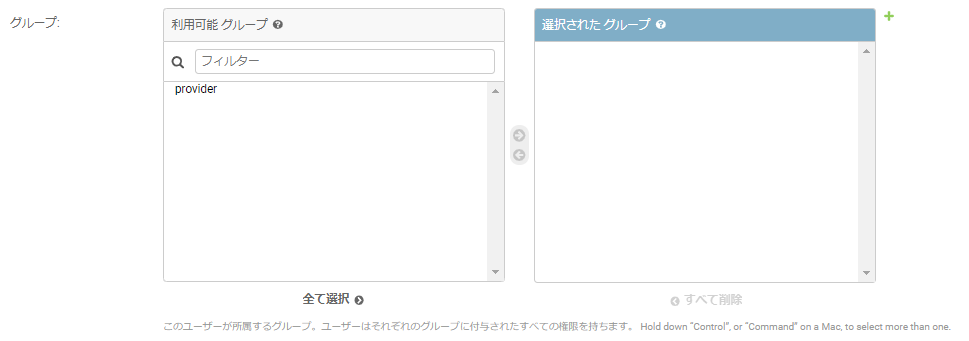 グループ:
利用可能 グループ
選択された グループ
フィルター
provider
全て選択
すべて削除
このユーザーが所属するグループ。ユーザーはそれぞれのグループに付与されたすべての権限を持ちます。 Hold down "Control", or "Command" on a Mac, to select more than one.